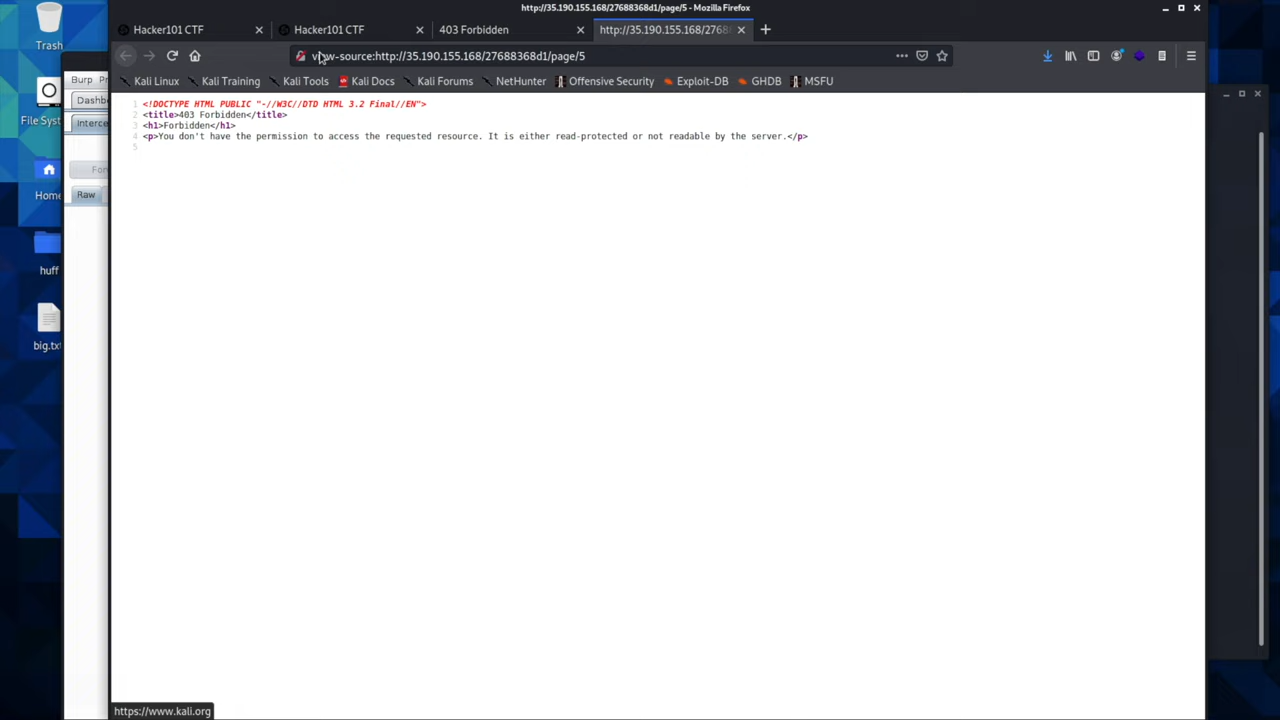 http://35.190.155.168/27688368d1/page/5 - Mozilla Firefox
Trash
Hacker101 CTF
Hacker101 CTF
403 Forbidden
http://35.190.155.168/27688
view-source:http://35.190.155.168/27688368d1/page/5
Burp
Kali Linux
Kali Training
Kali Tools
Kali Docs
Kali Forums
NetHunter
Offensive Security
Exploit-DB
GHDB
MSFU
Dashb
Interce
File Sys
Raw
Home
huff
big.txt
1 <!DOCTYPE HTML PUBLIC "-//W3C//DTD HTML 3.2 Final//EN">
2 <title>403 Forbidden</title>
3 <h1>Forbidden</h1>
4 <p>You don't have the permission to access the requested resource. It is either read-protected or not readable by the server.</p>
5
https://www.kali.org